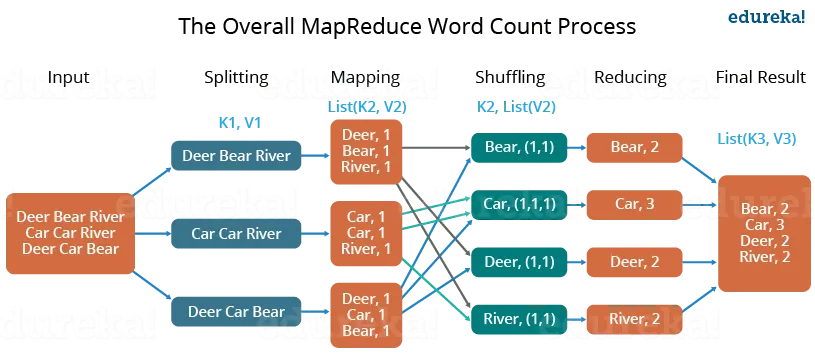 edureka!
The Overall MapReduce Word Count Process
Input
Splitting
Mapping
Shuffling
Reducing
Final Result
K1, V1
List(K2, V2)
K2, List(V2)
List(K3, V3)
Deer Bear River
Car Car River
Deer Car Bear
Deer Bear River
Car Car River
Deer Car Bear
Deer, 1
Bear, 1
River, 1
Car, 1
Car, 1
River, 1
Deer, 1
Car, 1
Bear, 1
Bear, (1,1)
Car, (1,1,1)
Deer, (1,1)
River, (1,1)
Bear, 2
Car, 3
Deer, 2
River, 2
Bear, 2
Car, 3
Deer, 2
River, 2